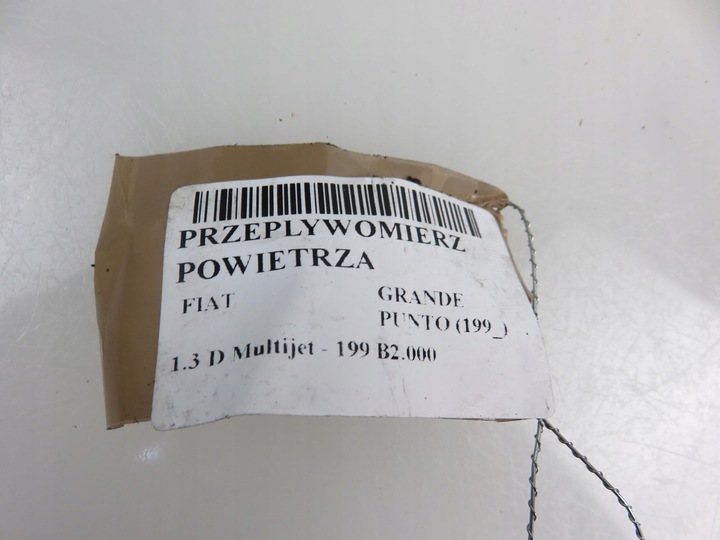 PRZEPLYWOMIERZ
POWIETRZA
FIAT GRANDE
PUNTO (199_)
1.3 D Multijet - 199 B2.000